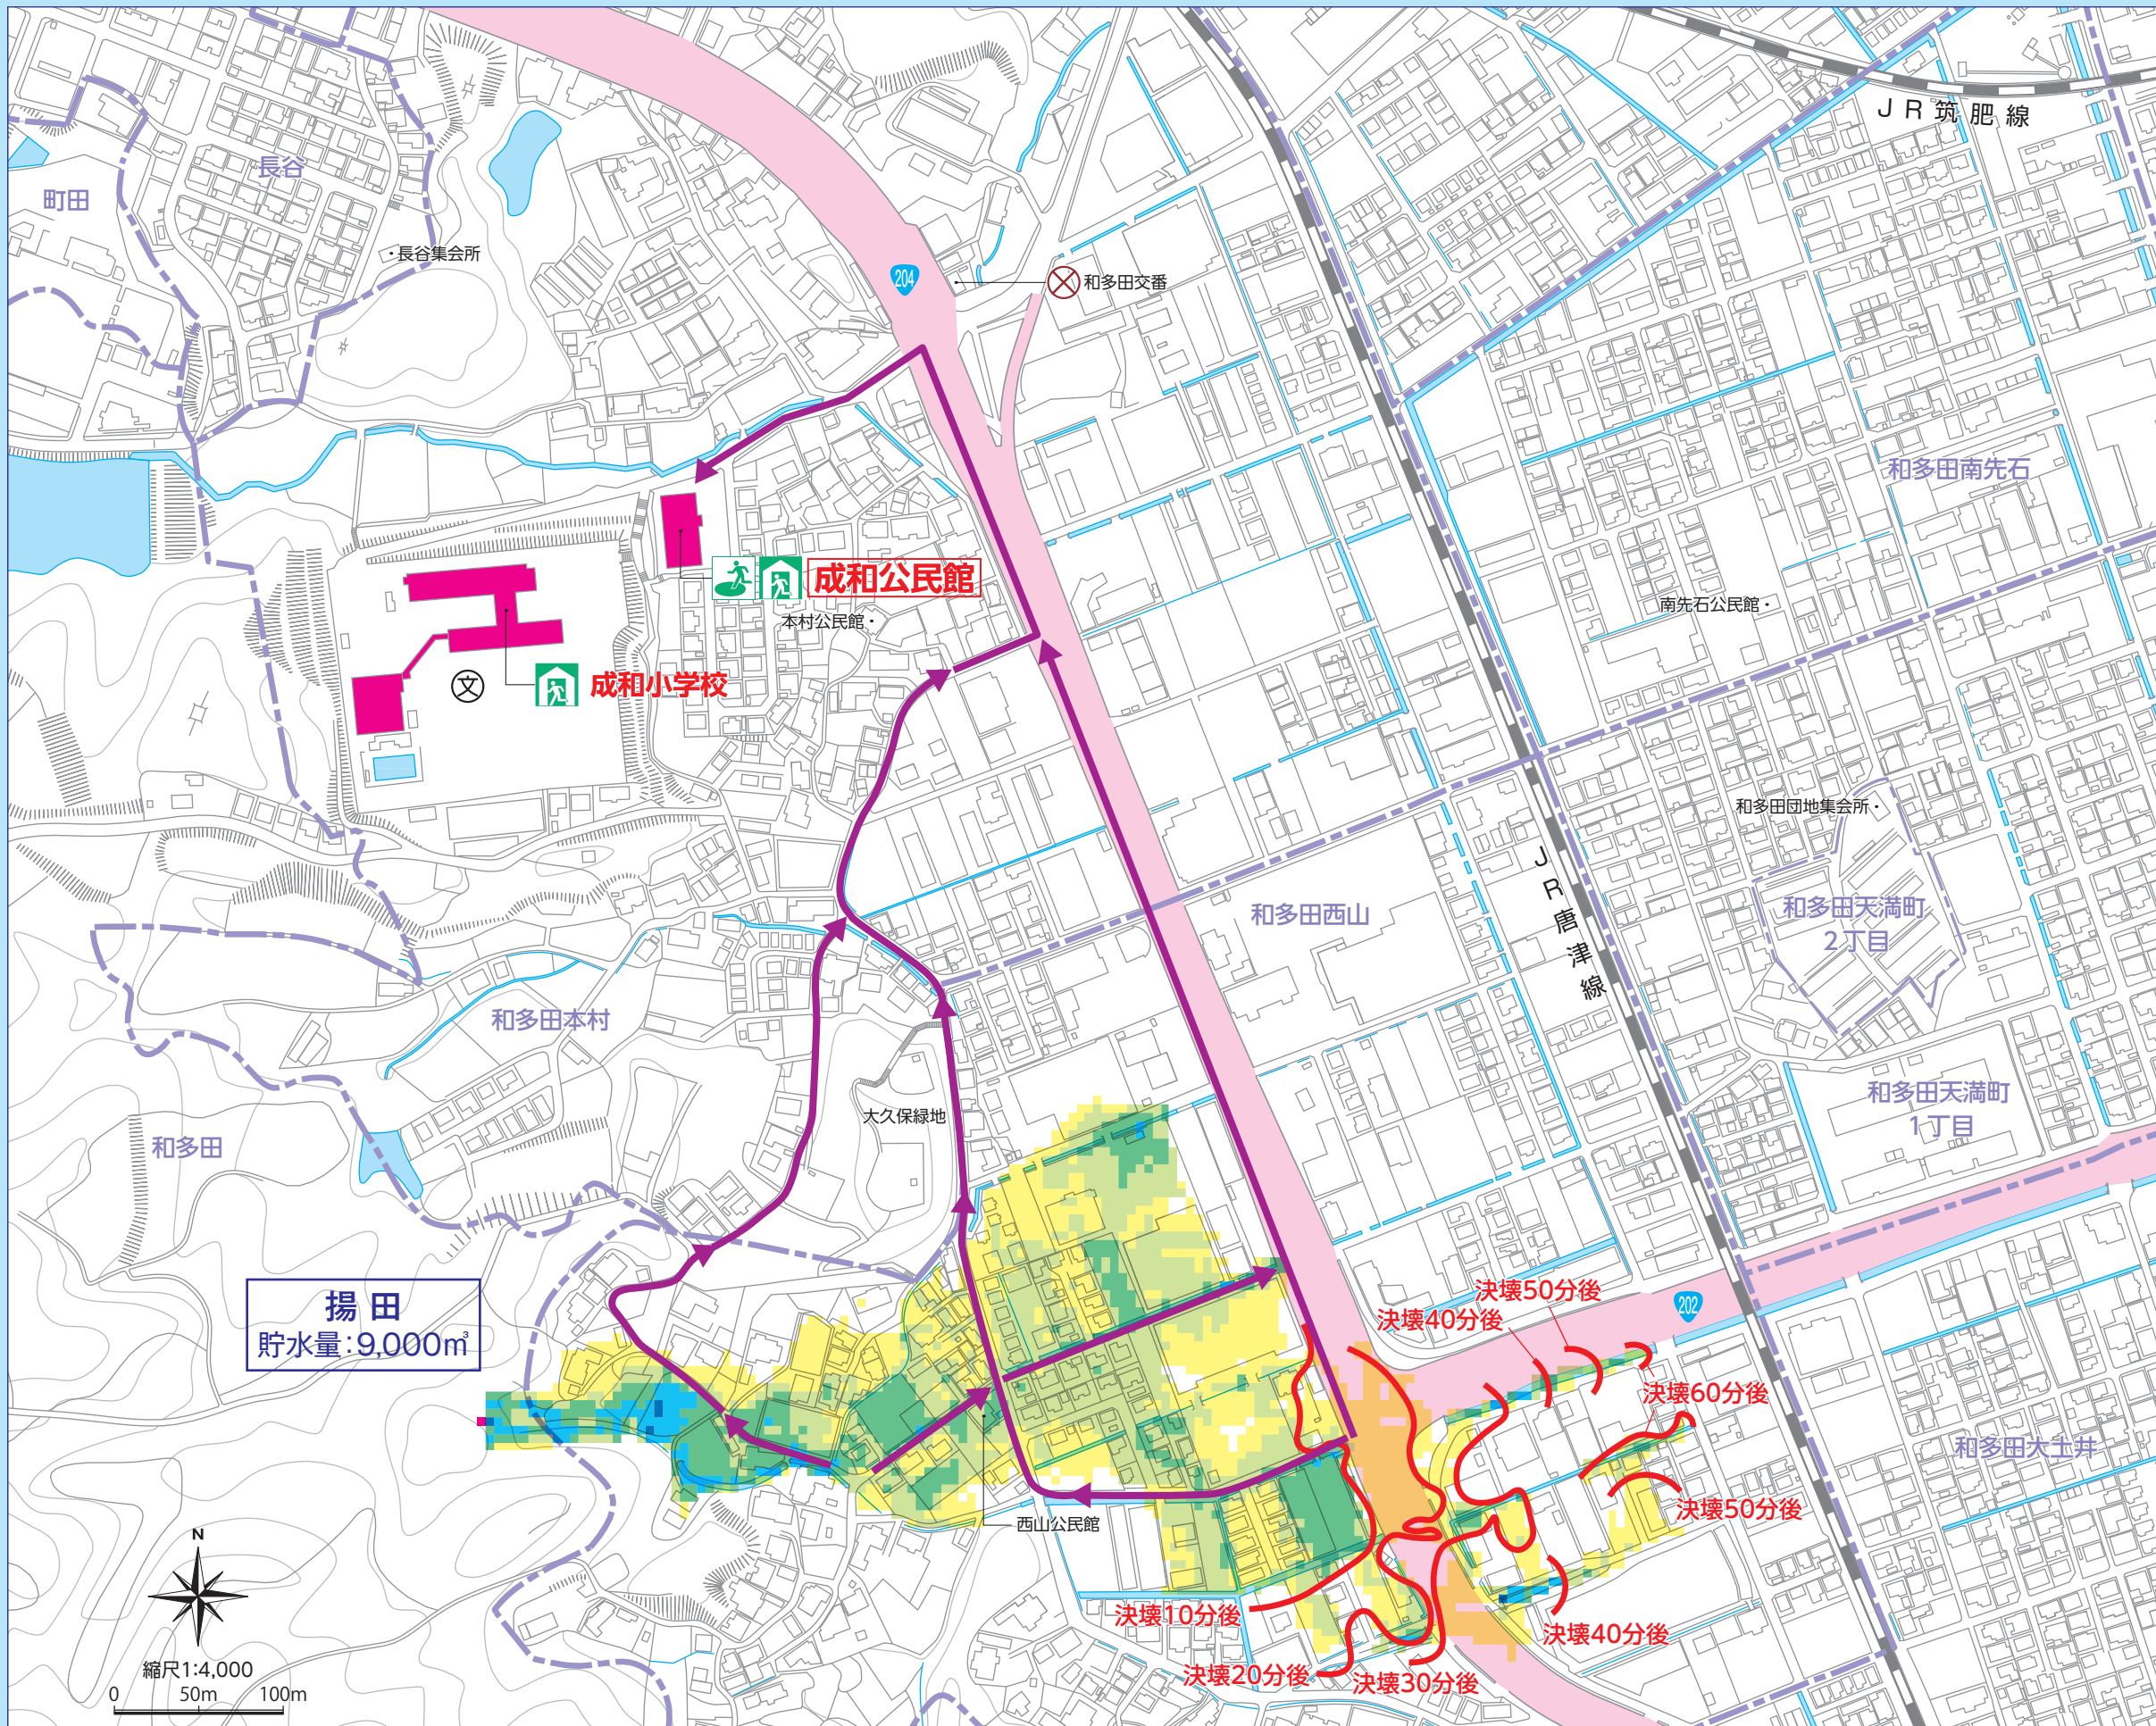 JR筑肥線
長谷
町田
・長谷集会所
204
和多田交番
和多田南先石
成和公民館
本村公民館・
南先石公民館・
文
成和小学校
和多田団地集会所・
JR唐津線
和多田西山
和多田天満町
2丁目
和多田本村
和多田天満町
1丁目
大久保緑地
和多田
揚田
貯水量:9,000㎥
決壊50分後
決壊40分後
202
決壊60分後
和多田大土井
決壊50分後
西山公民館
N
決壊10分後
決壊40分後
縮尺1:4,000
0 50m 100m
決壊20分後
決壊30分後